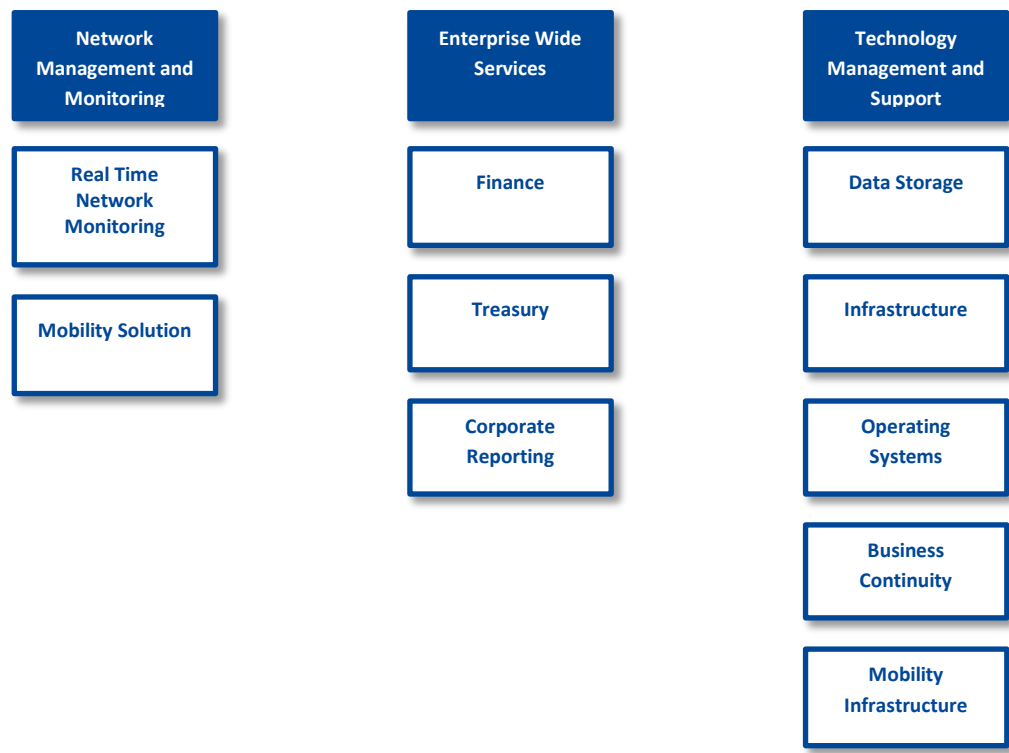 Network
Management and
Monitoring
Real Time
Network
Monitoring
Mobility Solution
Enterprise Wide
Services
Finance
Treasury
Corporate
Reporting
Technology
Management and
Support
Data Storage
Infrastructure
Operating
Systems
Business
Continuity
Mobility
Infrastructure